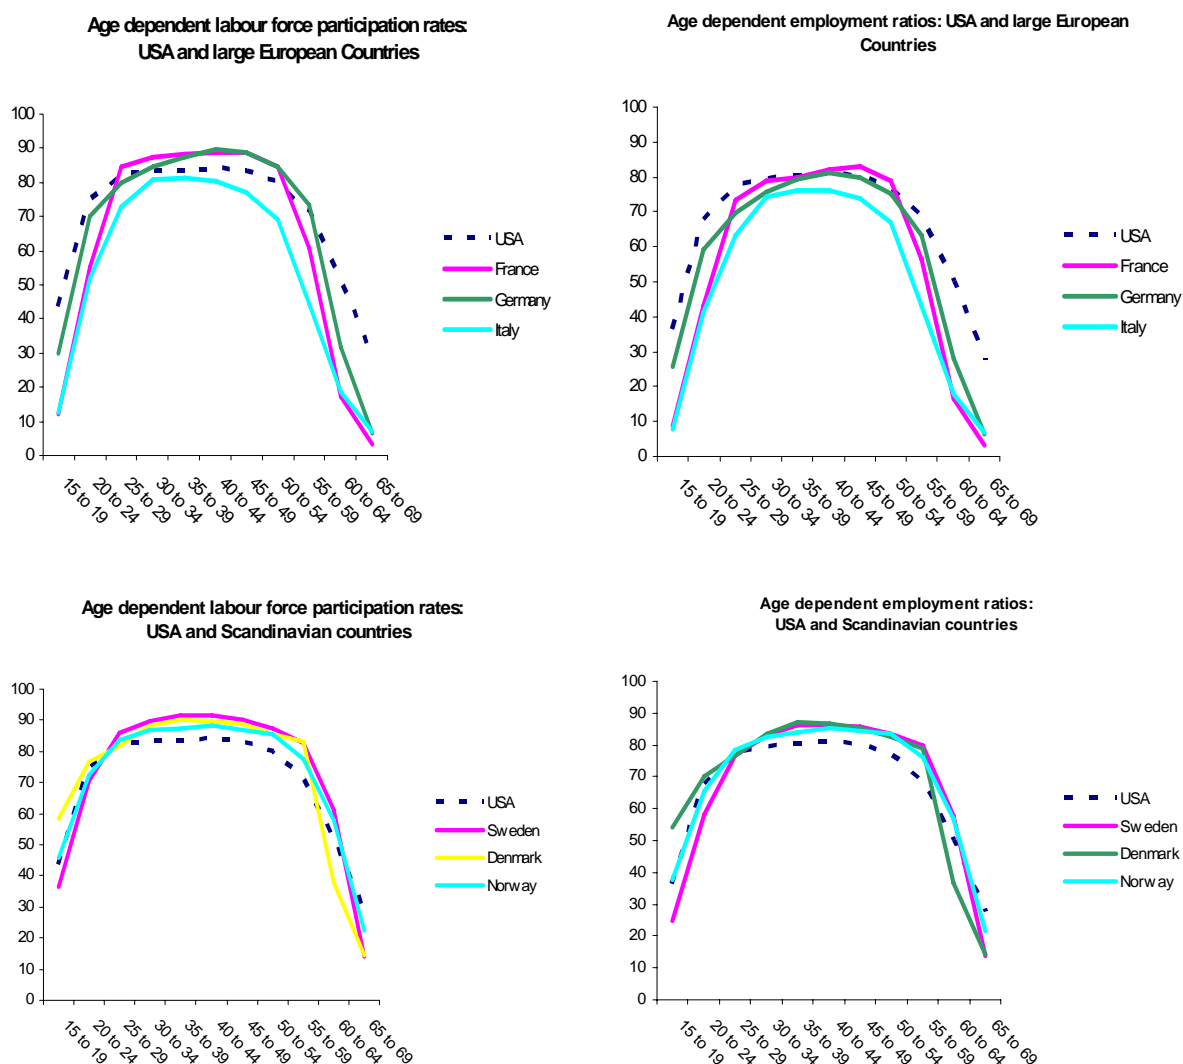 Age dependent labour force participation rates:
USA and large European Countries
100
90
80
70
60
50
40
30
20
10
0
15 to 19
20 to 24
25 to 29
30 to 34
35 to 39
40 to 44
45 to 49
50 to 54
55 to 59
60 to 64
65 to 69
USA
France
Germany
Italy
Age dependent employment ratios: USA and large European
Countries
100
90
80
70
60
50
40
30
20
10
0
15 to 19
20 to 24
25 to 29
30 to 34
35 to 39
40 to 44
45 to 49
50 to 54
55 to 59
60 to 64
65 to 69
USA
France
Germany
Italy
Age dependent labour force participation rates:
USA and Scandinavian countries
100
90
80
70
60
50
40
30
20
10
0
15 to 19
20 to 24
25 to 29
30 to 34
35 to 39
40 to 44
45 to 49
50 to 54
55 to 59
60 to 64
65 to 69
USA
Sweden
Denmark
Norway
Age dependent employment ratios:
USA and Scandinavian countries
100
90
80
70
60
50
40
30
20
10
0
15 to 19
20 to 24
25 to 29
30 to 34
35 to 39
40 to 44
45 to 49
50 to 54
55 to 59
60 to 64
65 to 69
USA
Sweden
Denmark
Norway